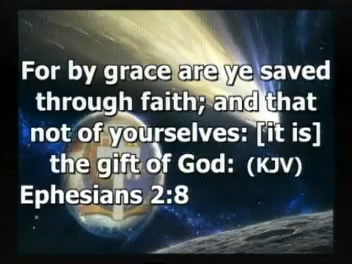 For by grace are ye saved
through faith; and that
not of yourselves: [it is]
the gift of God: (KJV)
Ephesians 2:8